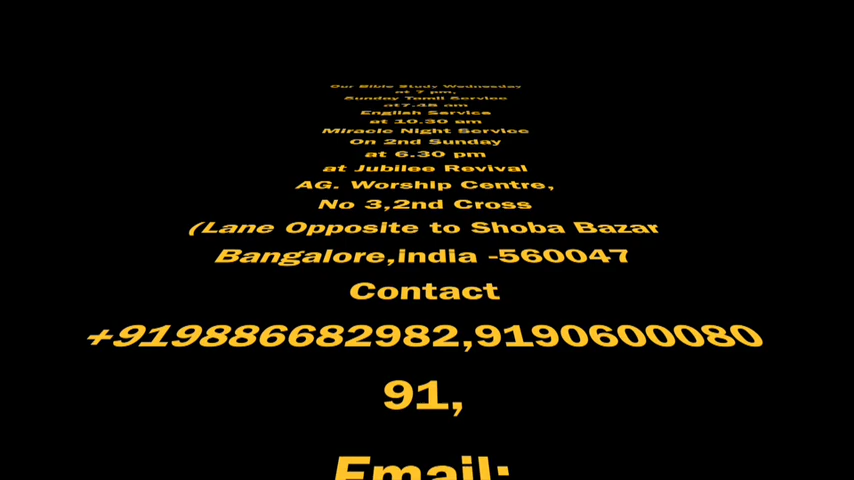 Our Bible Study Wednesday
at 7 pm,
Sunday Tamil Service
at7.45 am
English Service
at 10.30 am
Miracle Night Service
On 2nd Sunday
at 6.30 pm
at Jubilee Revival
AG. Worship Centre,
No 3,2nd Cross
(Lane Opposite to Shoba Bazar
Bangalore,india -560047
Contact
+919886682982,9190600080
91,
Email: